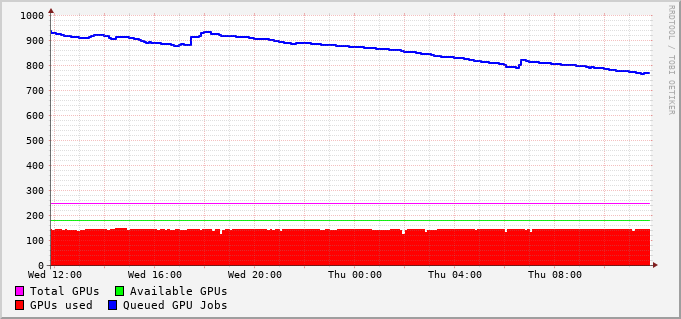 1000
900
800
700
600
500
400
300
200
100
0
Wed 12:00 Wed 16:00 Wed 20:00 Thu 00:00 Thu 04:00 Thu 08:00
Total GPUs Available GPUs
GPUs used Queued GPU Jobs
RRDTOOL / TOBI OETIKER